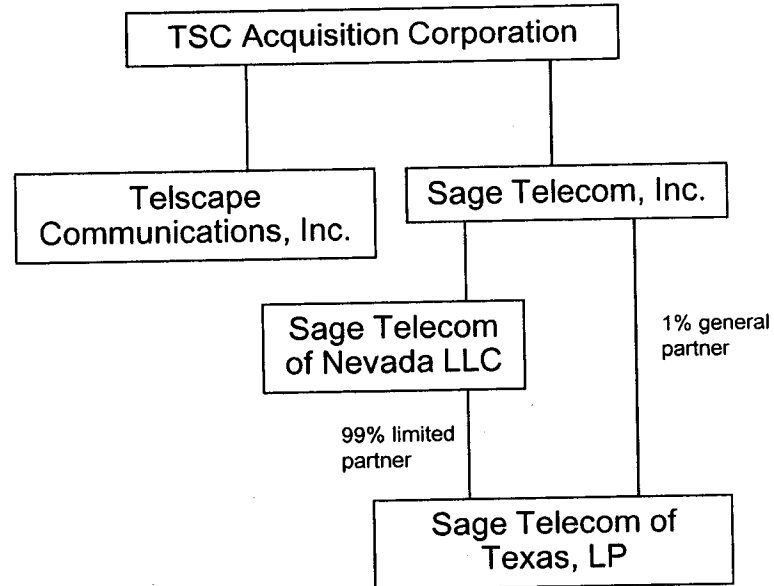 TSC Acquisition Corporation
Telscape
Communications, Inc.
Sage Telecom, Inc.
Sage Telecom
of Nevada LLC
1% general
partner
99% limited
partner
Sage Telecom of
Texas, LP